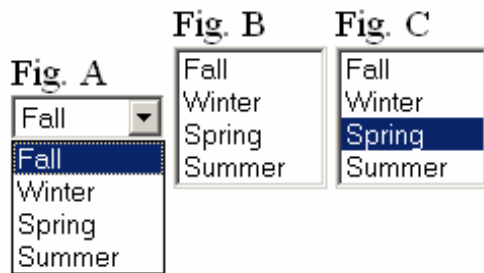 Fig. A
Fall
Fall
Winter
Spring
Summer
Fig. B
Fall
Winter
Spring
Summer
Fig. C
Fall
Winter
Spring
Summer